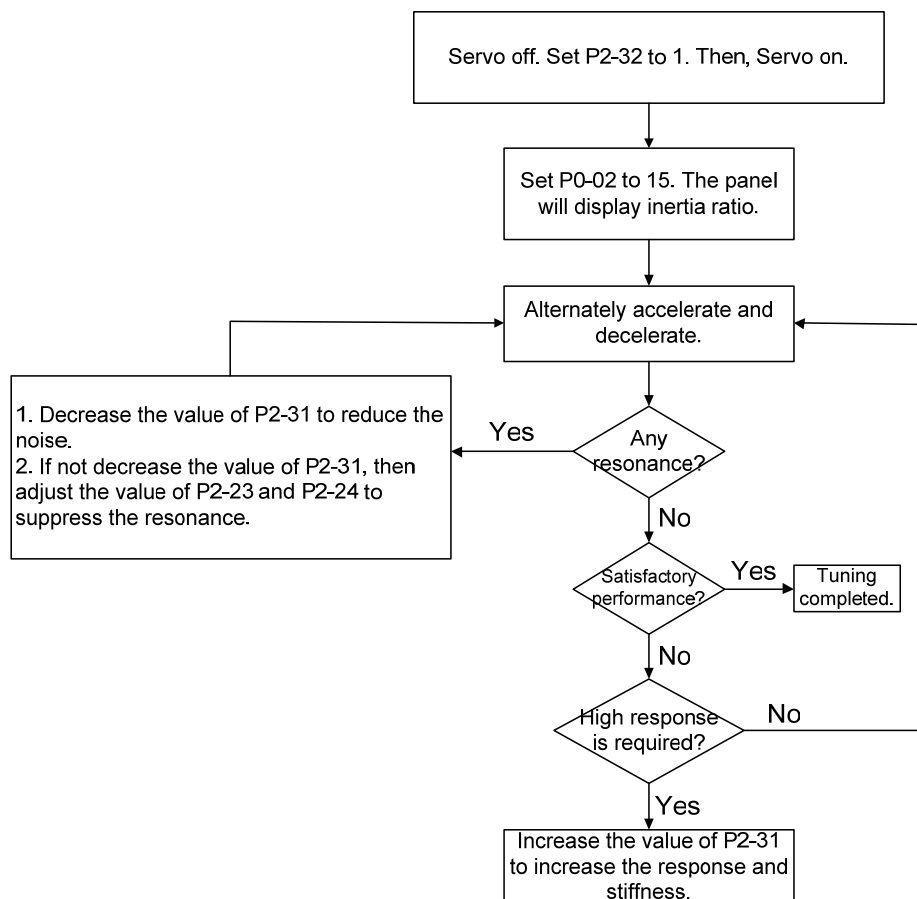 Servo off. Set P2-32 to 1. Then, Servo on.
Set P0-02 to 15. The panel
will display inertia ratio.
Alternately accelerate and
decelerate.
1. Decrease the value of P2-31 to reduce the
noise.
2. If not decrease the value of P2-31, then
adjust the value of P2-23 and P2-24 to
suppress the resonance.
Yes
Any
resonance?
No
Satisfactory
performance?
Yes
Tuning
completed.
No
High response
is required?
No
Yes
Increase the value of P2-31
to increase the response and
stiffness.